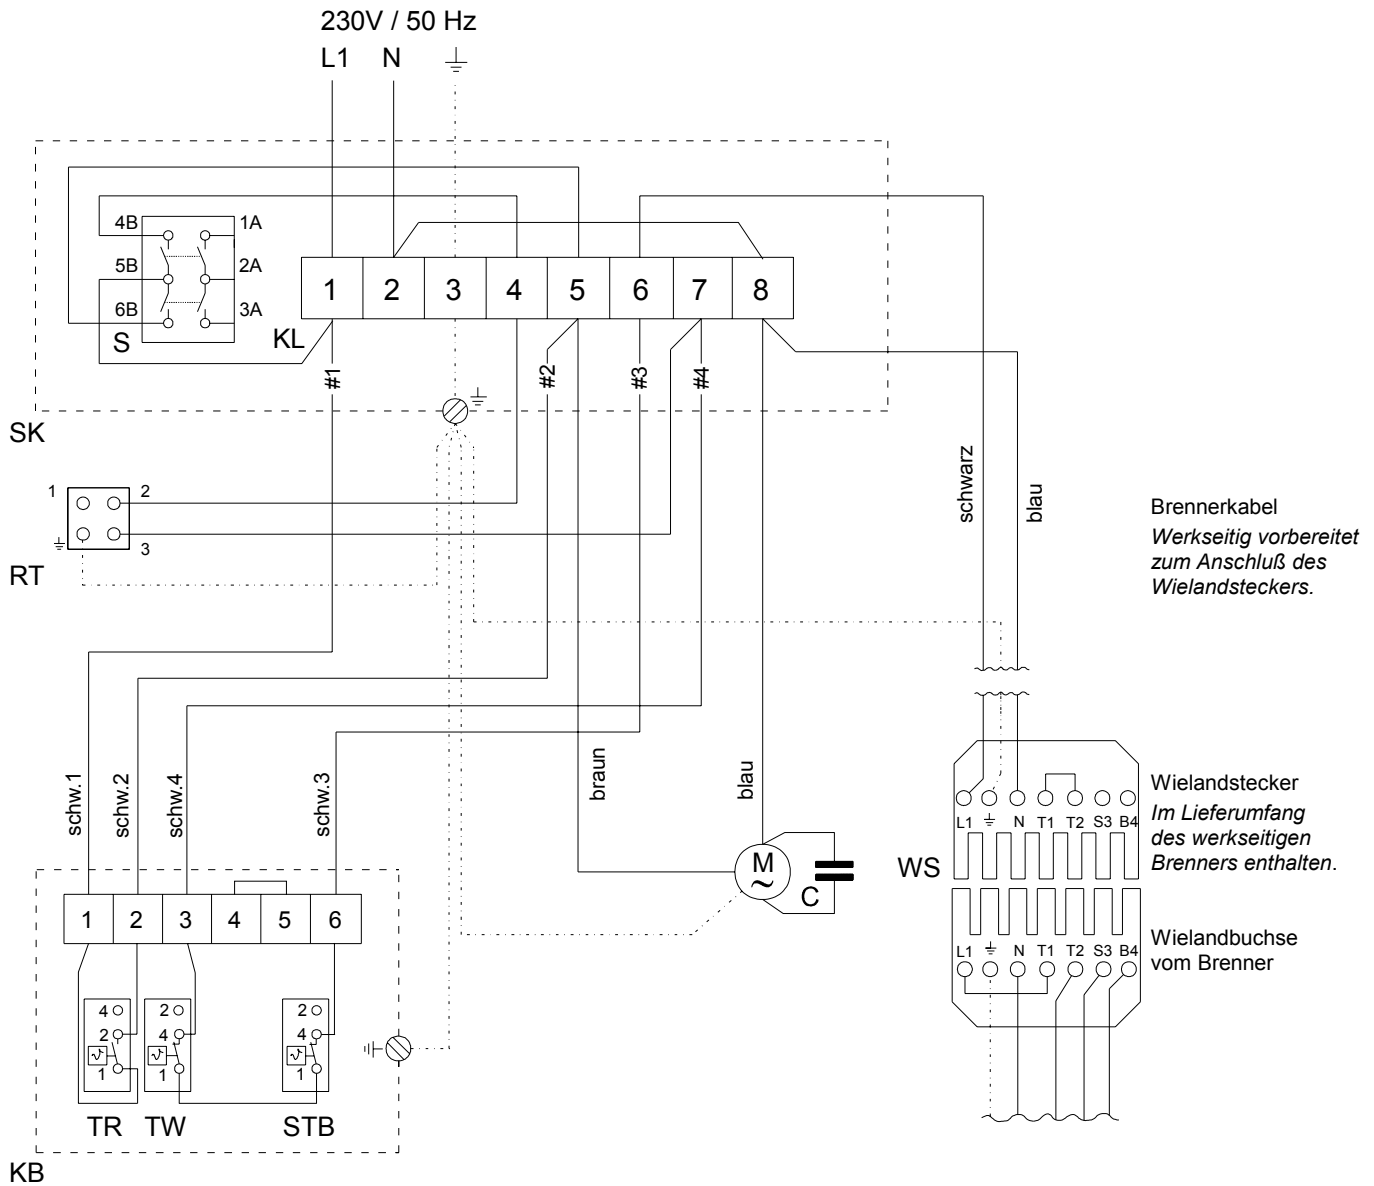 230V / 50 Hz
L1 N
4B 1A
5B 2A
6B 3A
S
KL
1 2 3 4 5 6 7 8
#1 #2 #3 #4
SK
1 2
3
RT
schwarz
blau
Brennerkabel
Werkseitig vorbereitet
zum Anschluß des
Wielandsteckers.
schw.1
schw.2
schw.4
schw.3
braun
blau
M
~
C
WS
L1 N T1 T2 S3 B4
Wielandstecker
Im Lieferumfang
des werkseitigen
Brenners enthalten.
L1 N T1 T2 S3 B4
Wielandbuchse
vom Brenner
1 2 3 4 5 6
4 2 2
2 4 4
1 1 1
TR TW STB
KB